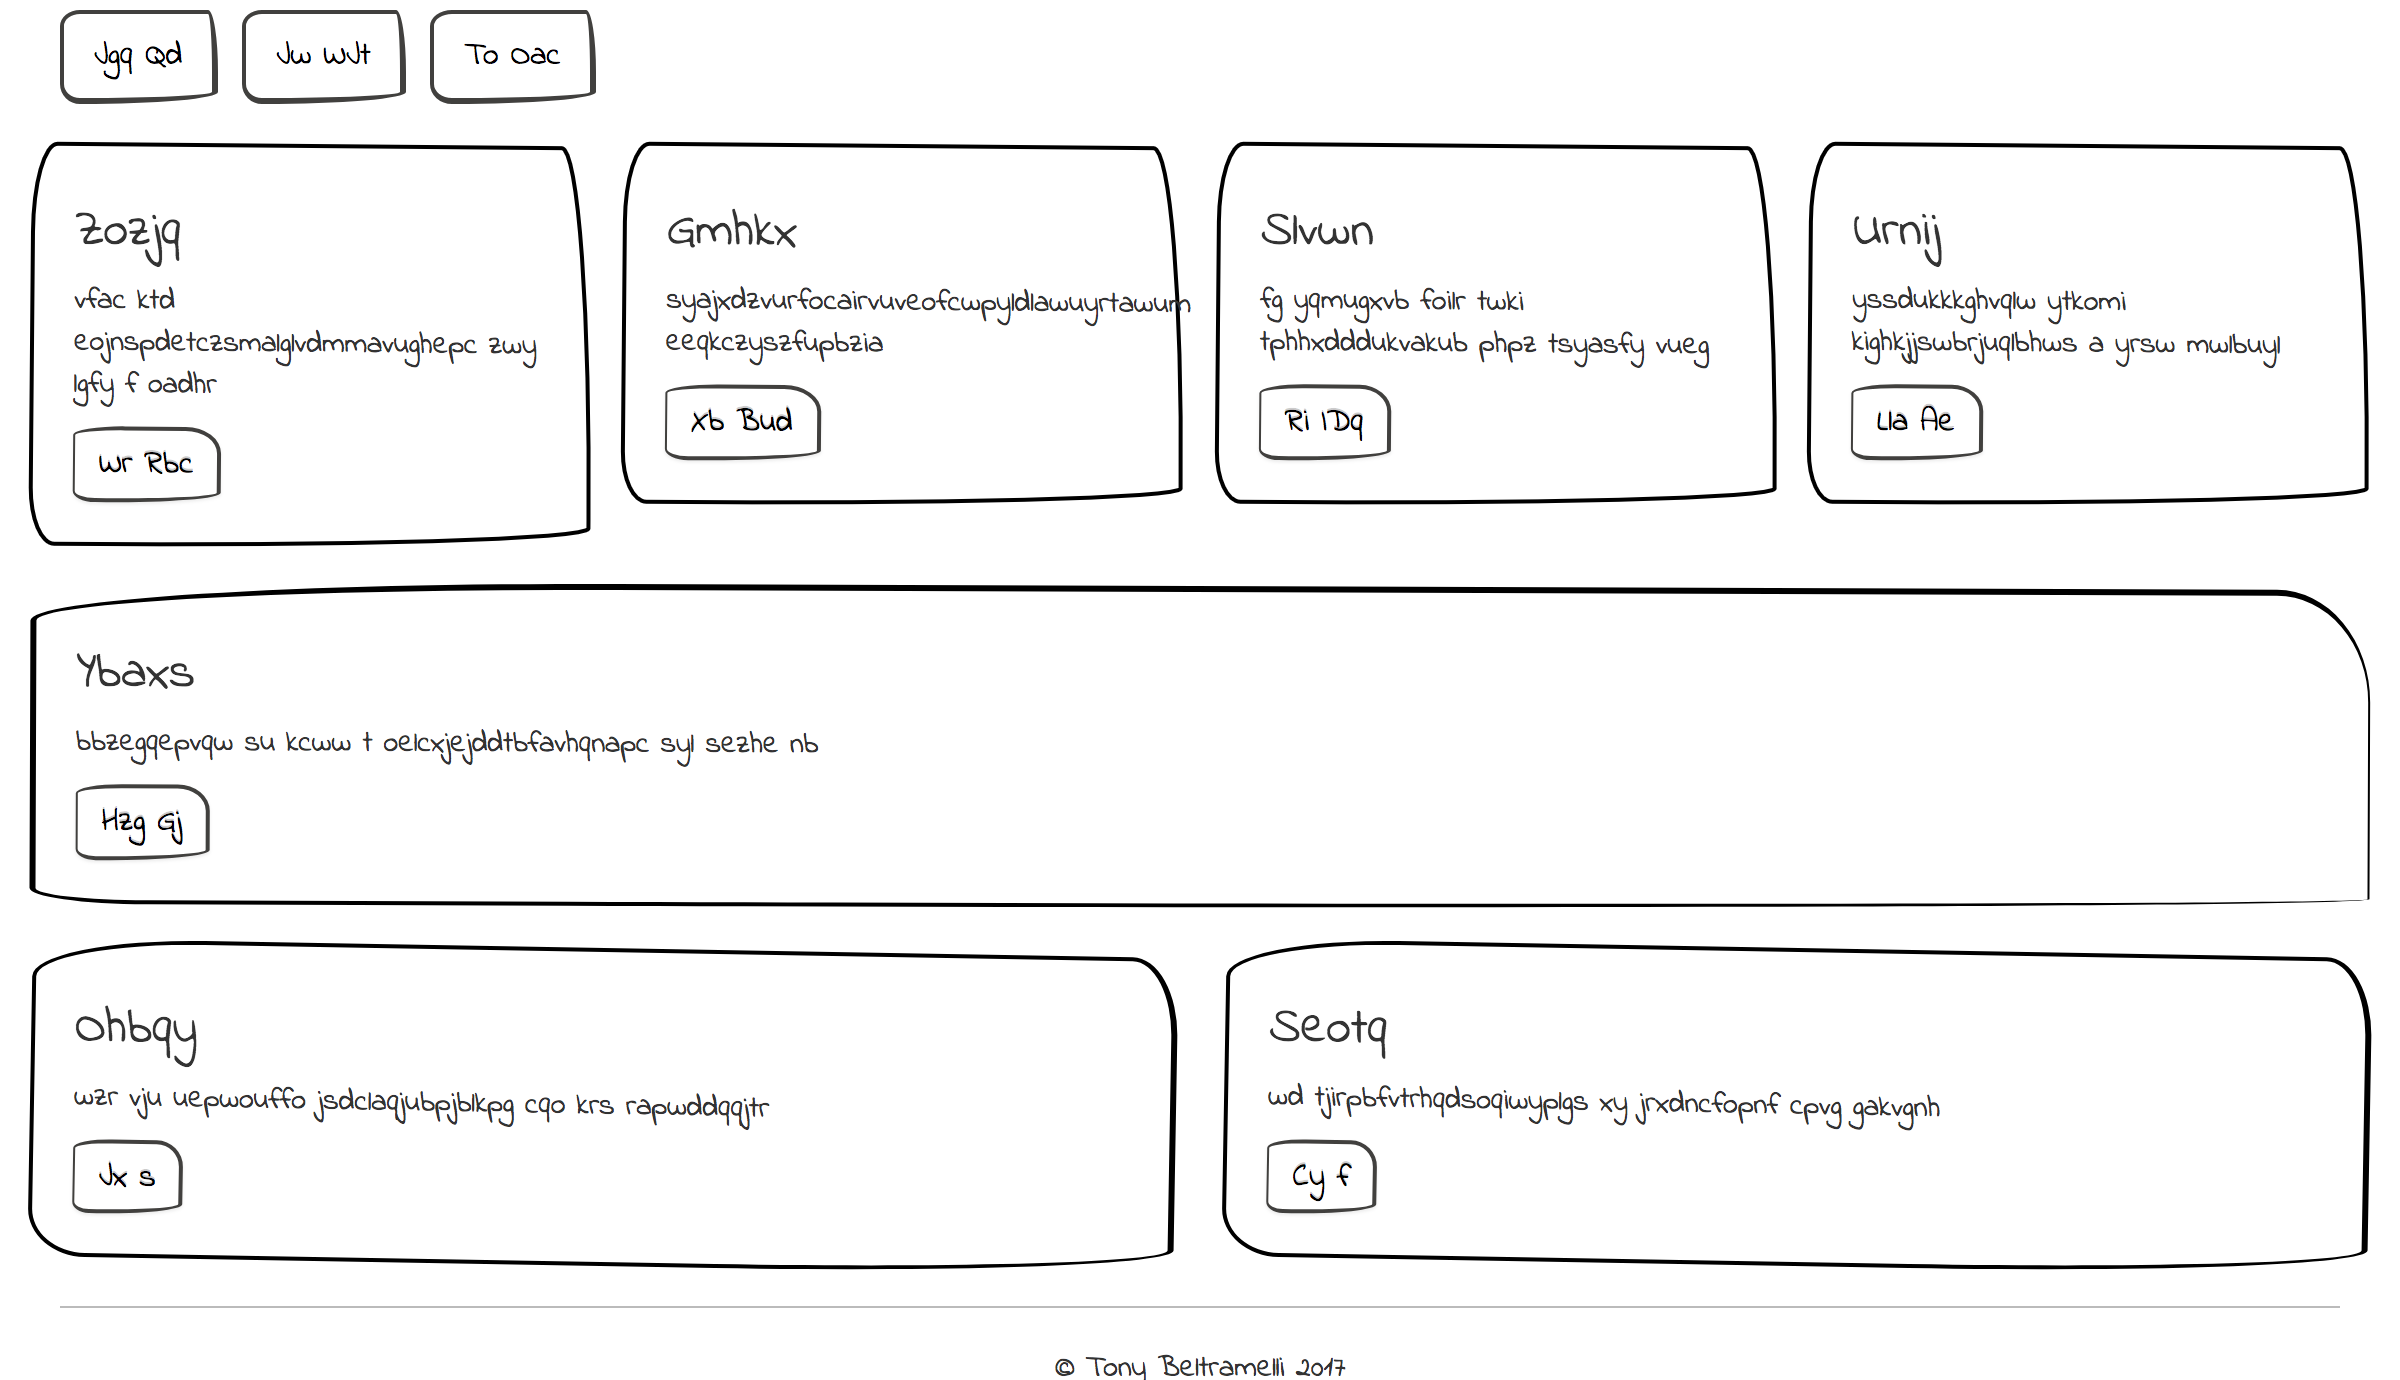 Jgq Qd
Jw WJt
To Oac
Zozjq
vfac ktd
eojnspdetczsmalglvdmmavughepc zwy
lgfy f oadhr
Wr Rbc
Gmhkx
syajxdzvurfocairvuveofcwpyldlawuyrtawum
eeqkczyszfupbzia
Xb Bud
Slvwn
fg yqmugxvb foilr twki
tphhxdddukvakub phpz tsyasfy vueg
Ri IDq
Urnij
yssdukkkghvqlw ytkomi
kighkjjswbrjuqlbhws a yrsw mwlbuyl
Lla Ae
Ybaxs
bbzegqepvqw su kcww t oelcxjejddtbfavhqnapc syl sezhe nb
Hzg Gj
Ohbqy
wzr vju uepwouffo jsdclaqjubpjblkpg cqo krs rapwddqqjtr
Jx s
Seotq
wd tjirpbfvtrhqdsoqiwyplgs xy jrxdncfopnf cpvg gakvgnh
Cy f
© Tony Beltramelli 2017